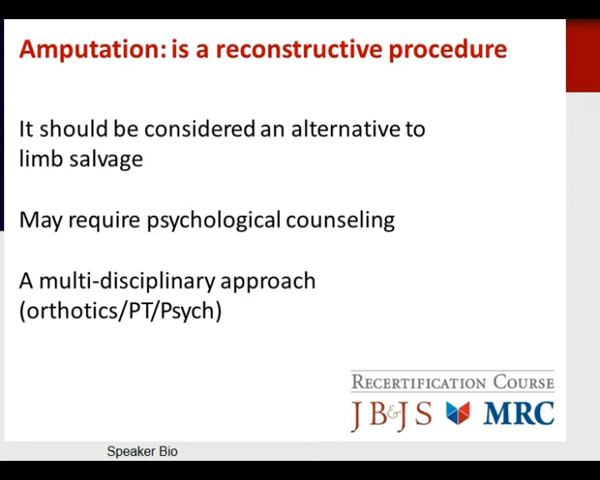 Amputation: is a reconstructive procedure
It should be considered an alternative to
limb salvage
May require psychological counseling
A multi-disciplinary approach
(orthotics/PT/Psych)
Recertification Course
JB&JS MRC
Speaker Bio